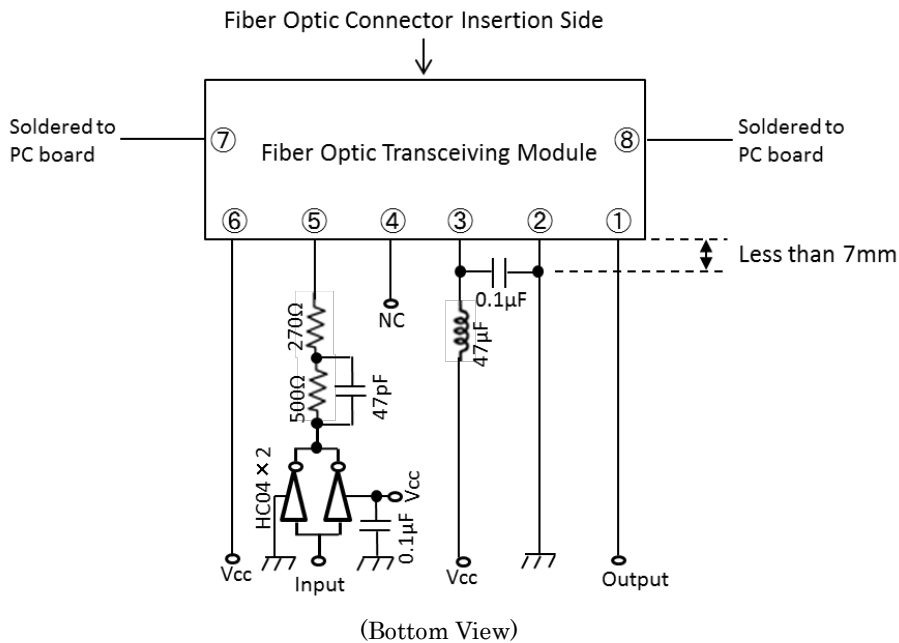 Fiber Optic Connector Insertion Side
Soldered to
PC board
⑦
Fiber Optic Transceiving Module
⑧
Soldered to
PC board
⑥
⑤
④
③
②
①
Less than 7mm
270Ω
500Ω
47pF
NC
0.1μF
47μF
HC04×2
Vcc
0.1μF
Vcc
Input
Vcc
Output
(Bottom View)